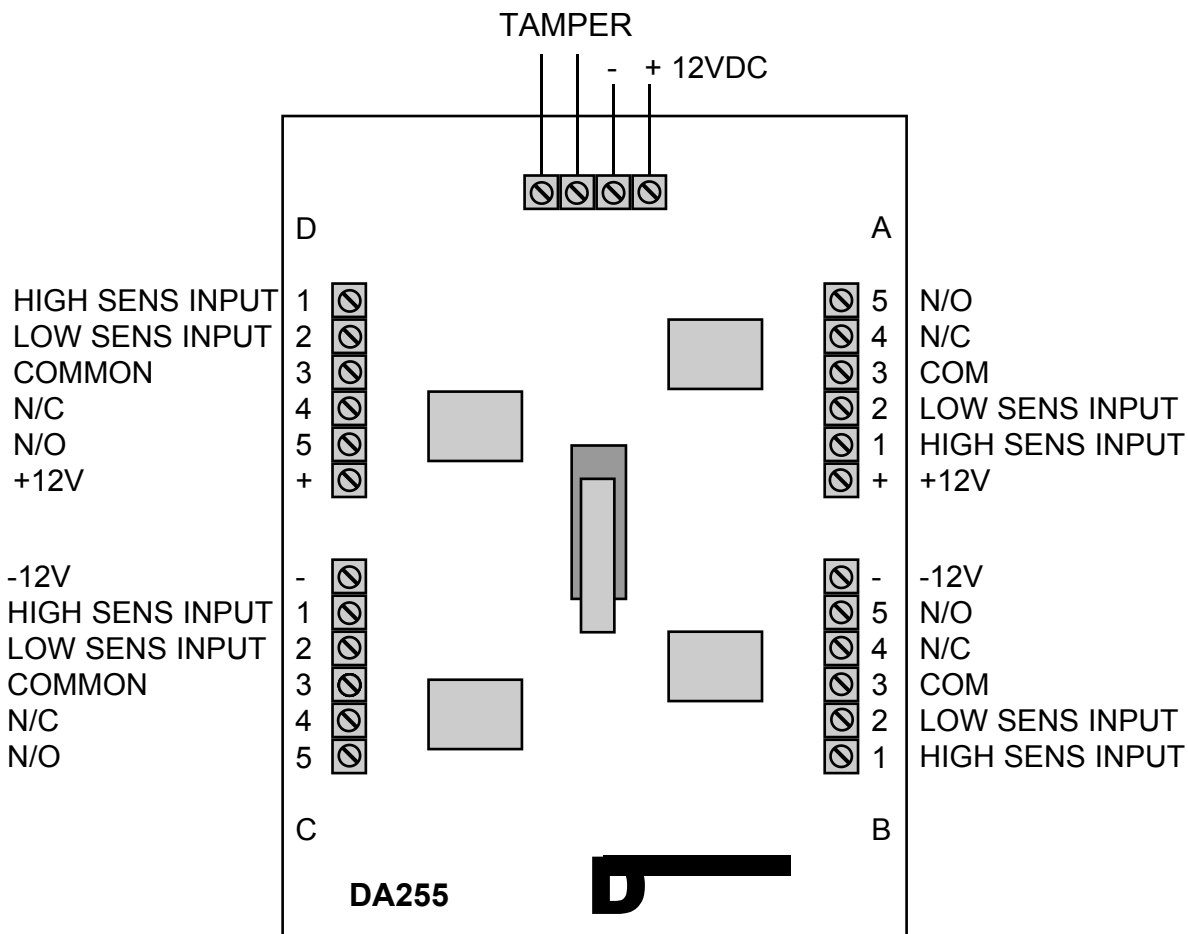 TAMPER
- + 12VDC
D A
HIGH SENS INPUT 1
LOW SENS INPUT 2
COMMON 3
N/C 4
N/O 5
+12V +
5 N/O
4 N/C
3 COM
2 LOW SENS INPUT
1 HIGH SENS INPUT
+ +12V
-12V -
HIGH SENS INPUT 1
LOW SENS INPUT 2
COMMON 3
N/C 4
N/O 5
- -12V
5 N/O
4 N/C
3 COM
2 LOW SENS INPUT
1 HIGH SENS INPUT
C B
DA255
D